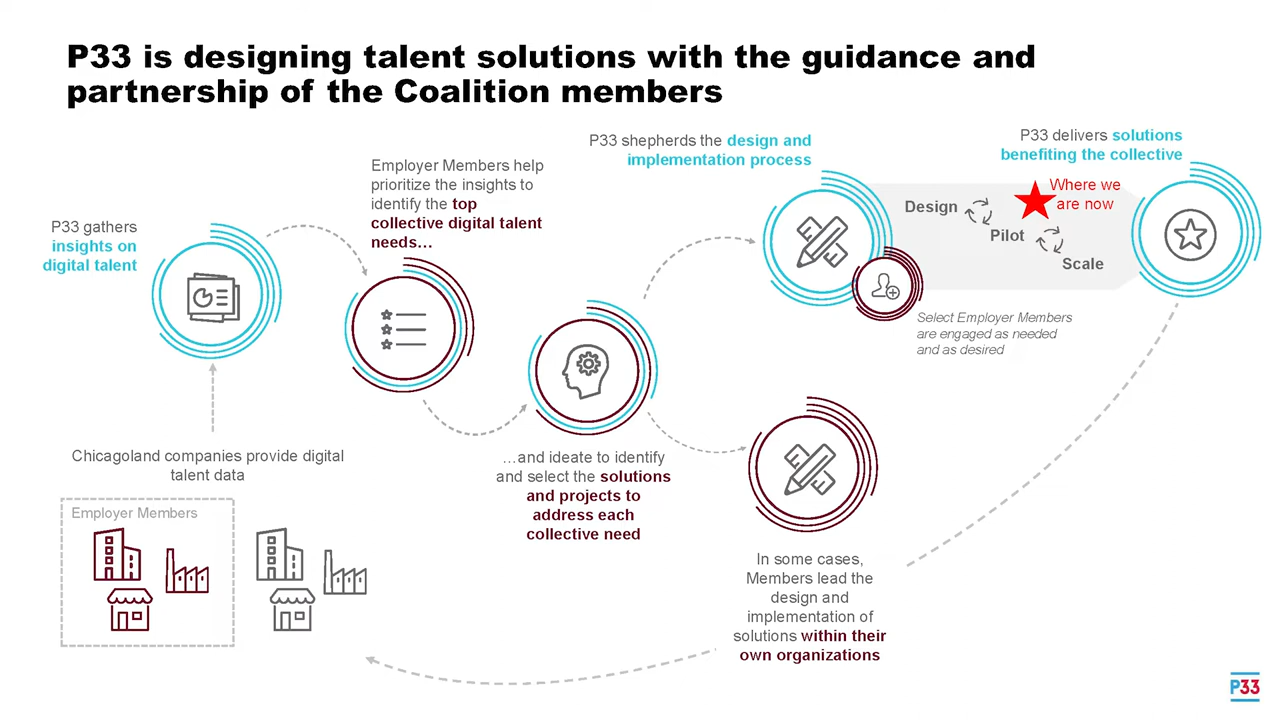 P33 is designing talent solutions with the guidance and
partnership of the Coalition members
P33 gathers
insights on
digital talent
Employer Members help
prioritize the insights to
identify the top
collective digital talent
needs…
P33 shepherds the design and
implementation process
P33 delivers solutions
benefiting the collective
Where we
are now
Design
Pilot
Scale
Select Employer Members
are engaged as needed
and as desired
Chicagoland companies provide digital
talent data
Employer Members
…and ideate to identify
and select the solutions
and projects to
address each
collective need
In some cases,
Members lead the
design and
implementation of
solutions within their
own organizations
P33